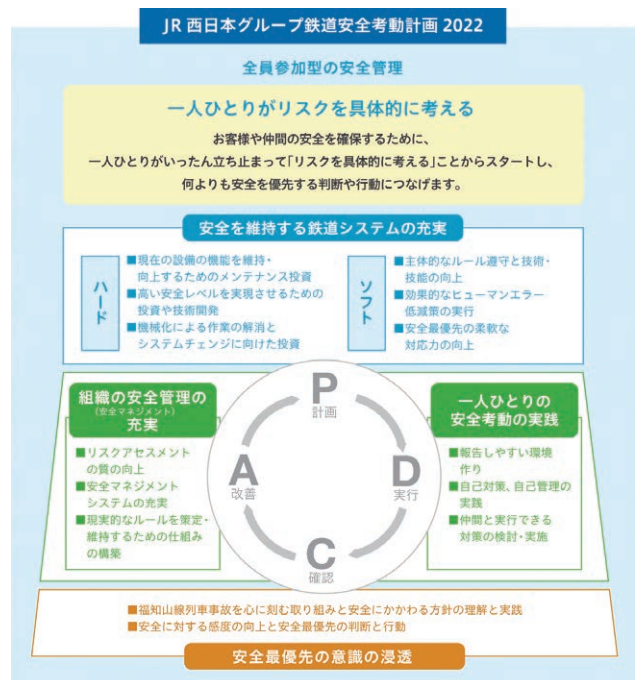 JR 西日本グループ鉄道安全考動計画 2022
全員参加型の安全管理
一人ひとりがリスクを具体的に考える
お客様や仲間の安全を確保するために、
一人ひとりがいったん立ち止まって「リスクを具体的に考える」ことからスタートし、
何よりも安全を優先する判断や行動につなげます。
安全を維持する鉄道システムの充実
ハード
■現在の設備の機能を維持・
向上するためのメンテナンス投資
■高い安全レベルを実現させるための
投資や技術開発
■機械化による作業の解消と
システムチェンジに向けた投資
ソフト
■主体的なルール遵守と技術・
技能の向上
■効果的なヒューマンエラー
低減策の実行
■安全最優先の柔軟な
対応力の向上
組織の安全管理の
(安全マネジメント)
充実
■リスクアセスメント
の質の向上
■安全マネジメント
システムの充実
■現実的なルールを策定・
維持するための仕組み
の構築
P
計画
D
実行
C
確認
A
改善
一人ひとりの
安全考動の実践
■報告しやすい環境
作り
■自己対策、自己管理の
実践
■仲間と実行できる
対策の検討・実施
■福知山線列車事故を心に刻む取り組みと安全にかかわる方針の理解と実践
■安全に対する感度の向上と安全最優先の判断と行動
安全最優先の意識の浸透